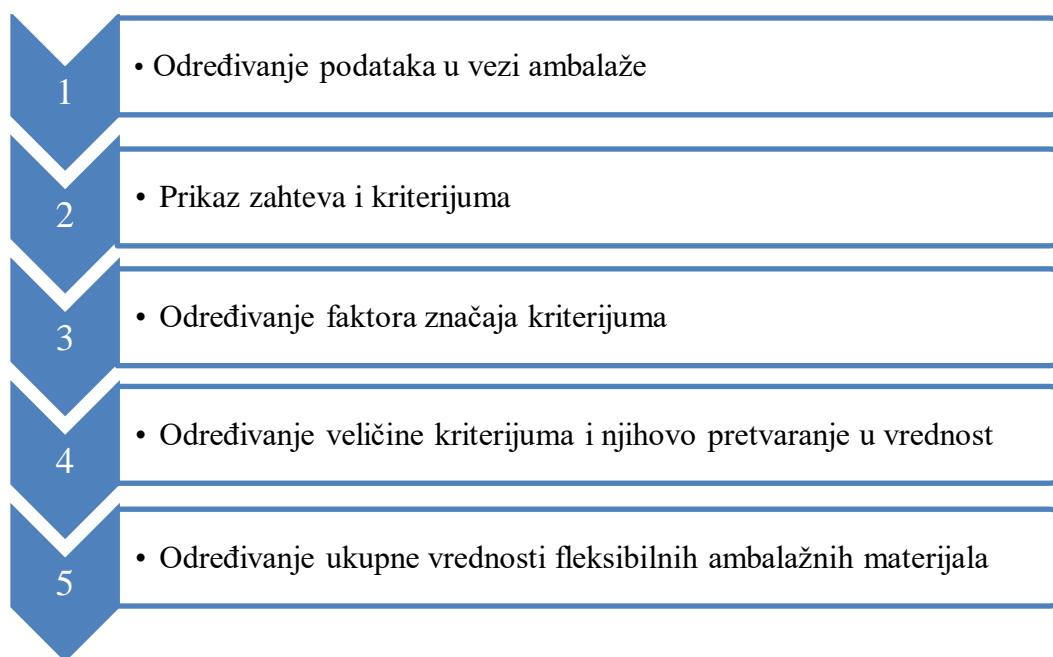 1
• Određivanje podataka u vezi ambalaže
2
• Prikaz zahteva i kriterijuma
3
• Određivanje faktora značaja kriterijuma
4
• Određivanje veličine kriterijuma i njihovo pretvaranje u vrednost
5
• Određivanje ukupne vrednosti fleksibilnih ambalažnih materijala